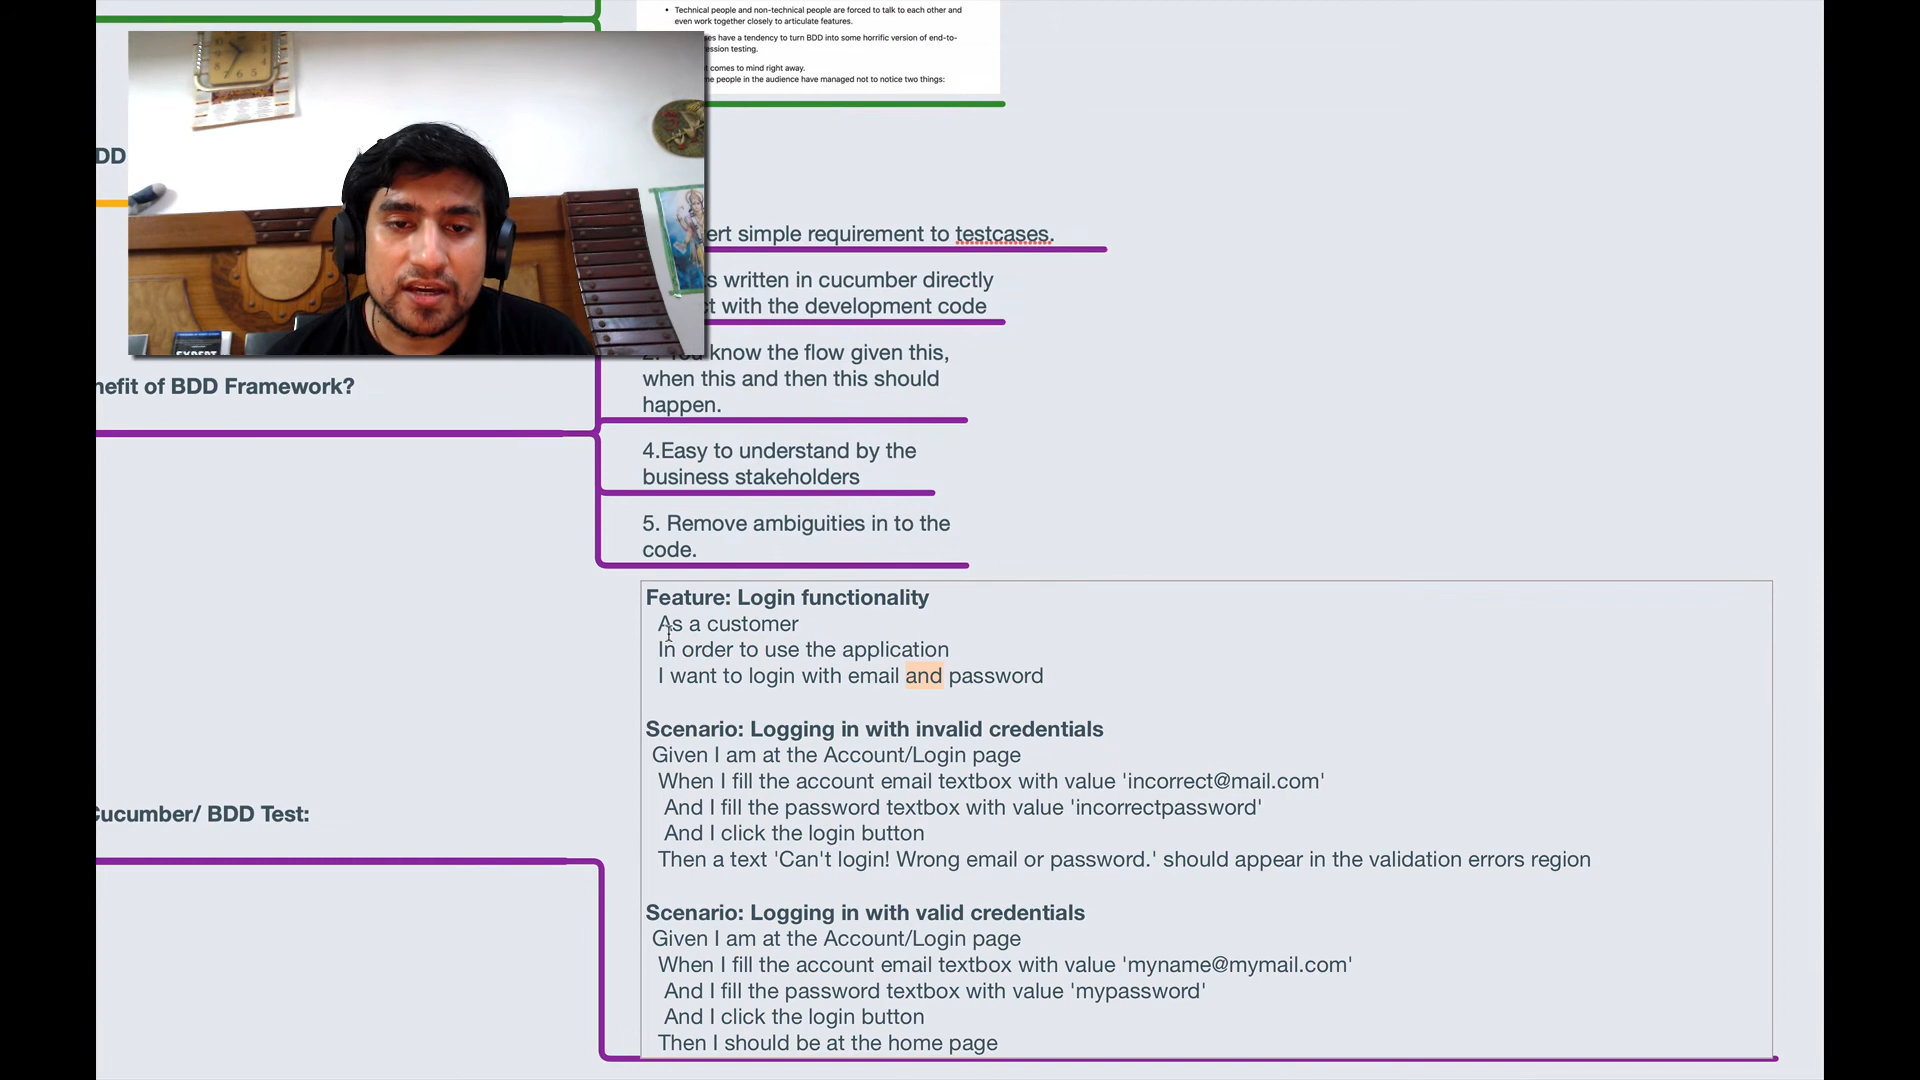 Technical people and non-technical people are forced to talk to each other and
even work together closely to articulate features.
have a tendency to turn BDD into some horrific version of end-to-
testing.
comes to mind right away.
people in the audience have managed not to notice two things:
simple requirement to testcases.
written in cucumber directly
with the development code
know the flow given this,
when this and then this should
happen.
of BDD Framework?
4.Easy to understand by the
business stakeholders
5. Remove ambiguities in to the
code.
Feature: Login functionality
As a customer
In order to use the application
I want to login with email and password
Scenario: Logging in with invalid credentials
Given I am at the Account/Login page
When I fill the account email textbox with value 'incorrect@mail.com'
And I fill the password textbox with value 'incorrectpassword'
And I click the login button
Then a text 'Can't login! Wrong email or password.' should appear in the validation errors region
Cucumber/ BDD Test:
Scenario: Logging in with valid credentials
Given I am at the Account/Login page
When I fill the account email textbox with value 'myname@mymail.com'
And I fill the password textbox with value 'mypassword'
And I click the login button
Then I should be at the home page